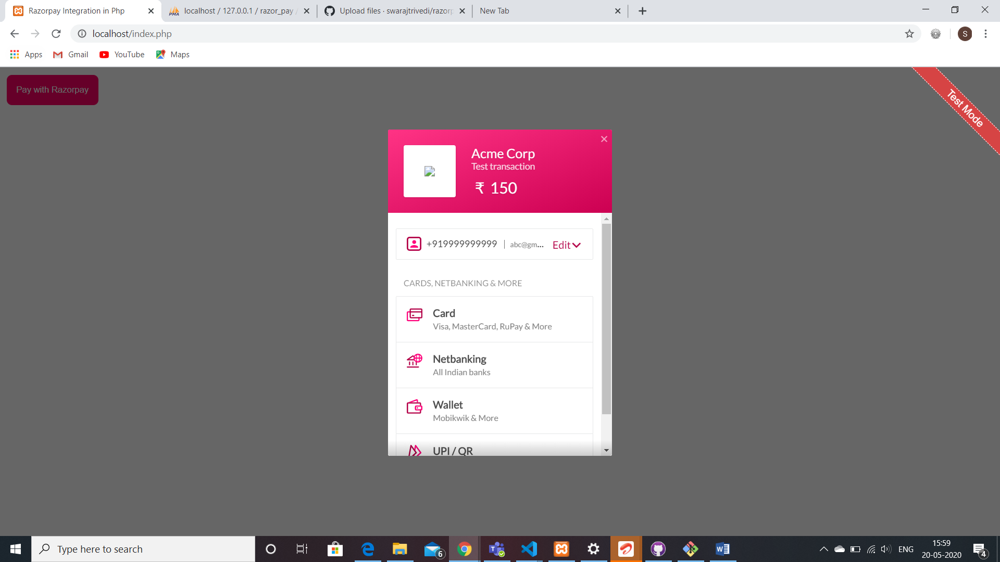 Razorpay Integration in Php
localhost / 127.0.0.1 / razor_pay /
Upload files · swarajtrivedi/razorp
New Tab
localhost/index.php
S
Apps
Gmail
YouTube
Maps
Pay with Razorpay
Test Mode
Acme Corp
Test transaction
₹ 150
+919999999999 | abc@gm... Edit
CARDS, NETBANKING & MORE
Card
Visa, MasterCard, RuPay & More
Netbanking
All Indian banks
Wallet
Mobikwik & More
UPI / QR
Type here to search
6
ENG
15:59
20-05-2020
4